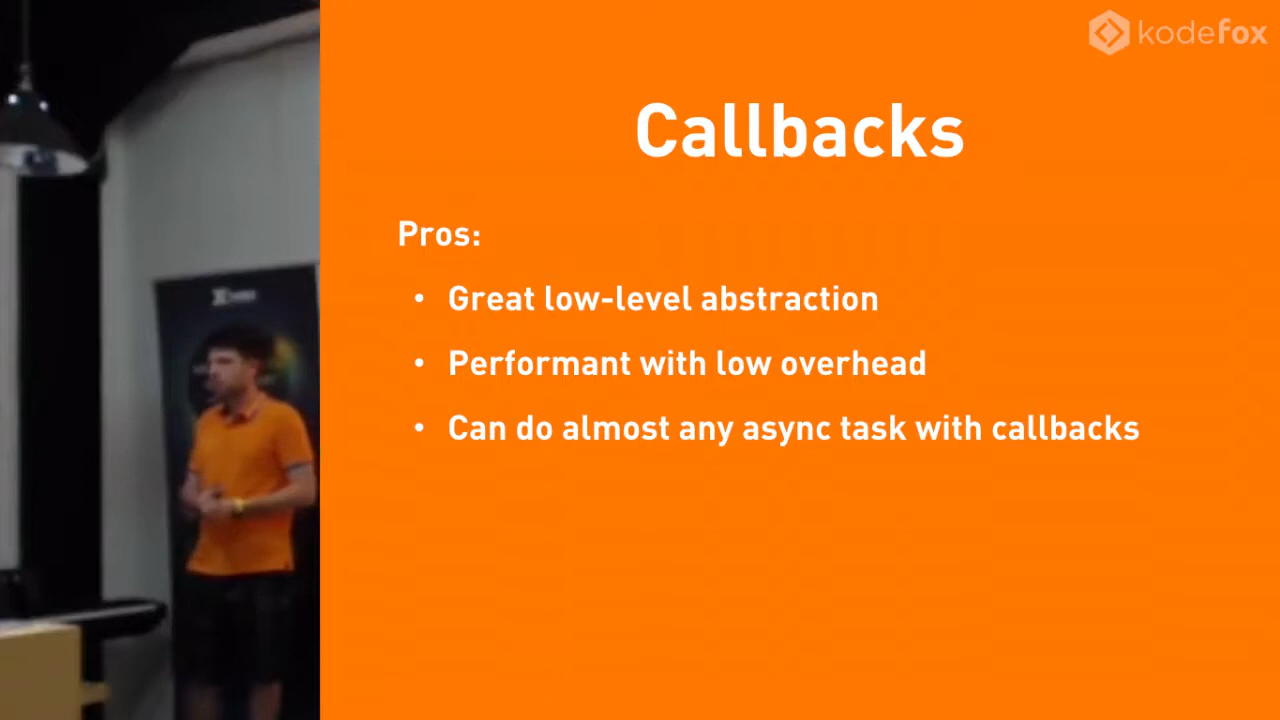 kodefox
Callbacks
Pros:
• Great low-level abstraction
• Performant with low overhead
• Can do almost any async task with callbacks